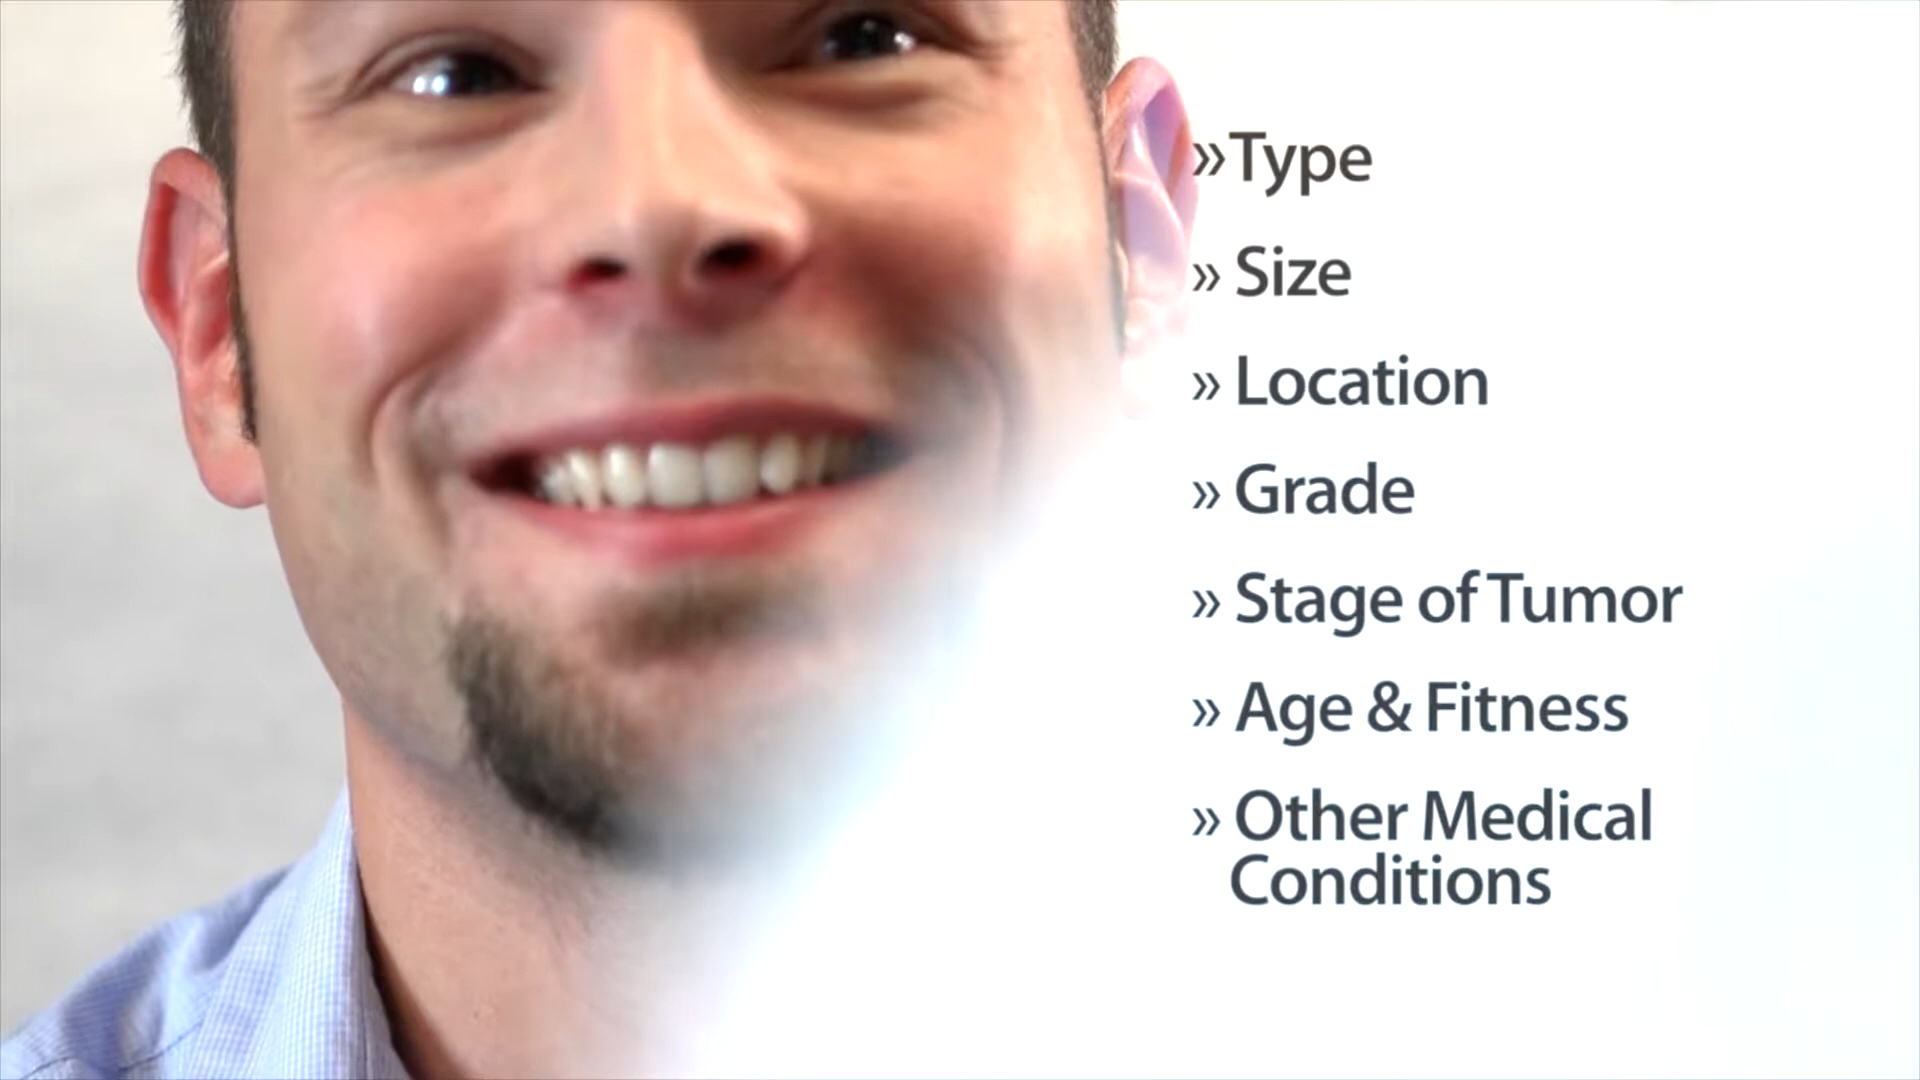 » Type
» Size
» Location
» Grade
» Stage of Tumor
» Age & Fitness
» Other Medical
Conditions